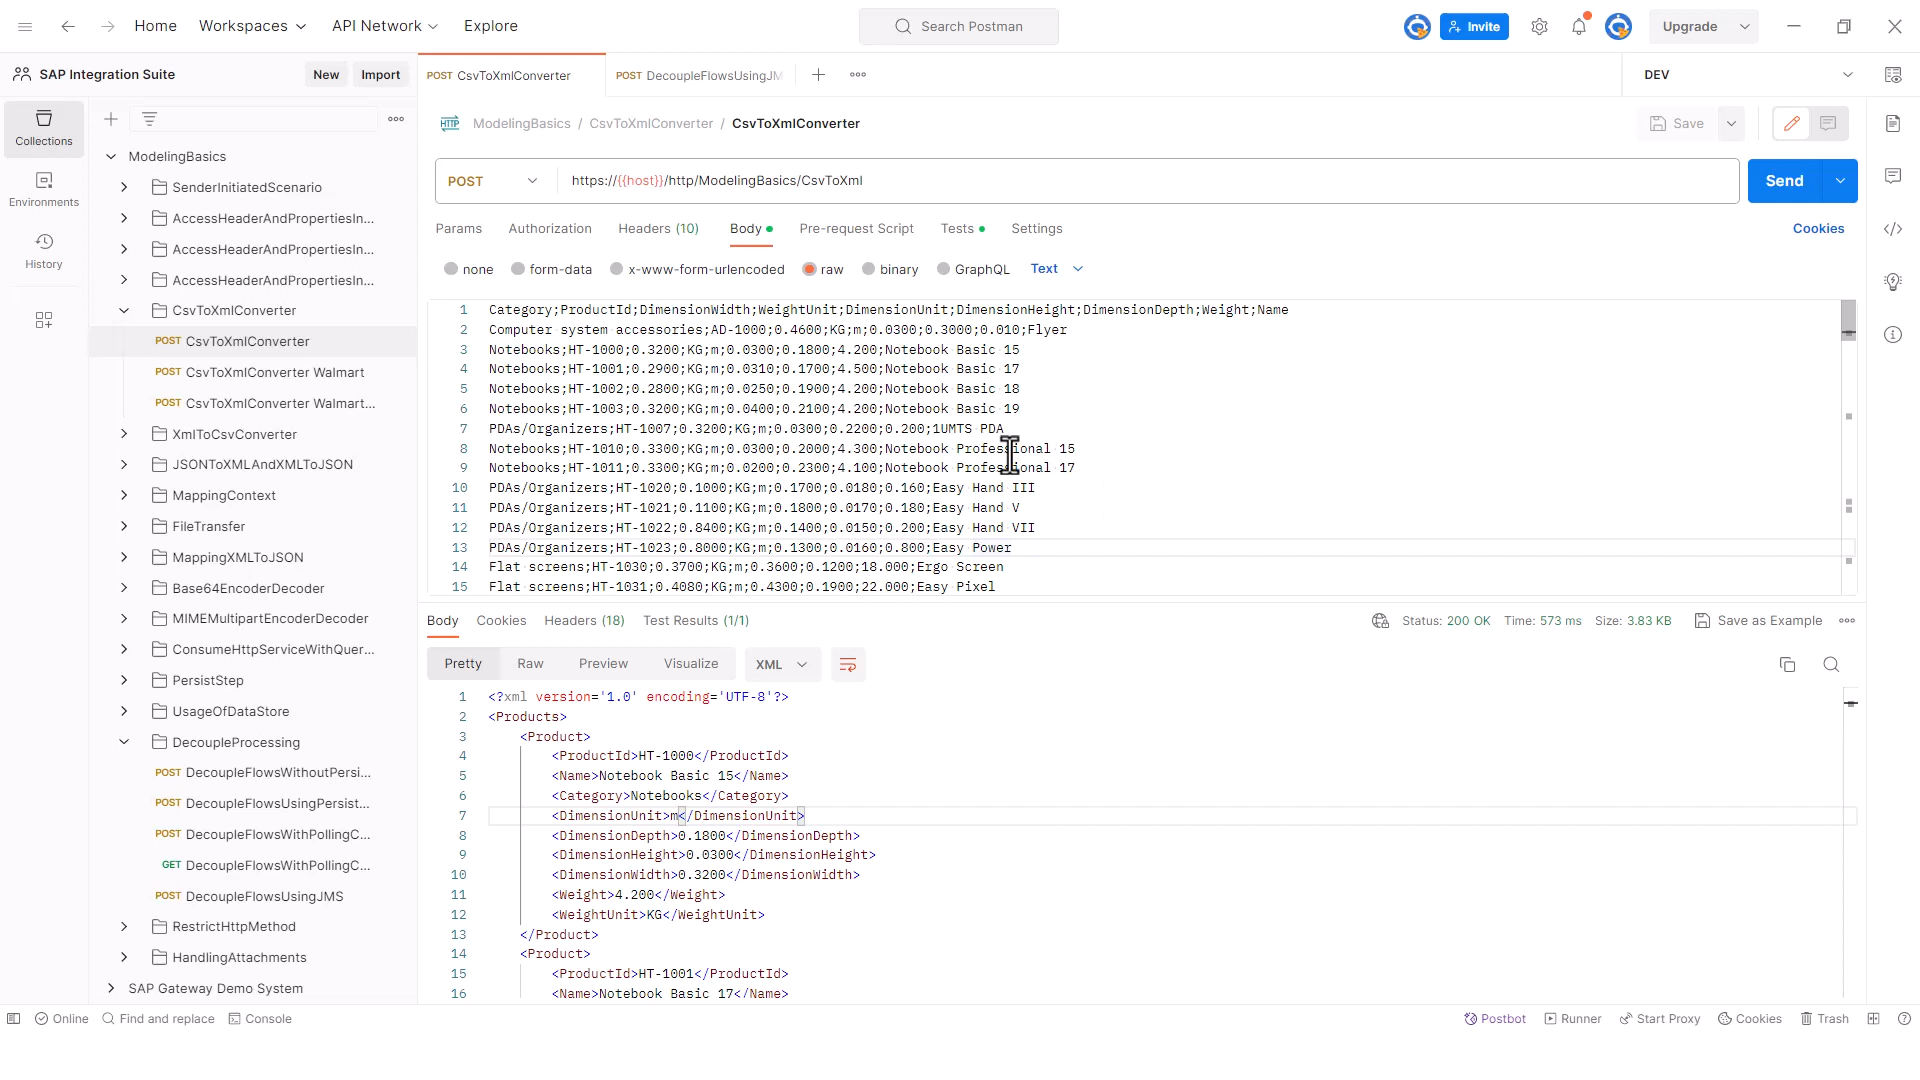 Home Workspaces API Network Explore Search Postman Invite Upgrade
SAP Integration Suite New Import POST CsvToXmlConverter POST DecoupleFlowsUsingJM DEV
Collections
Environments
History
ModelingBasics
SenderInitiatedScenario
AccessHeaderAndPropertiesIn...
AccessHeaderAndPropertiesIn...
AccessHeaderAndPropertiesIn...
CsvToXmlConverter
POST CsvToXmlConverter
POST CsvToXmlConverter Walmart
POST CsvToXmlConverter Walmart...
XmlToCsvConverter
JSONToXMLAndXMLToJSON
MappingContext
FileTransfer
MappingXMLToJSON
Base64EncoderDecoder
MIMEMultipartEncoderDecoder
ConsumeHttpServiceWithQuer...
PersistStep
UsageOfDataStore
DecoupleProcessing
POST DecoupleFlowsWithoutPersi...
POST DecoupleFlowsUsingPersist...
POST DecoupleFlowsWithPollingC...
GET DecoupleFlowsWithPollingC...
POST DecoupleFlowsUsingJMS
RestrictHttpMethod
HandlingAttachments
SAP Gateway Demo System
HTTP ModelingBasics / CsvToXmlConverter / CsvToXmlConverter Save
POST https://{{host}}/http/ModelingBasics/CsvToXml Send
Params Authorization Headers (10) Body Pre-request Script Tests Settings Cookies
none form-data x-www-form-urlencoded raw binary GraphQL Text
1 Category;ProductId;DimensionWidth;WeightUnit;DimensionUnit;DimensionHeight;DimensionDepth;Weight;Name
2 Computer system accessories;AD-1000;0.4600;KG;m;0.0300;0.3000;0.010;Flyer
3 Notebooks;HT-1000;0.3200;KG;m;0.0300;0.1800;4.200;Notebook Basic 15
4 Notebooks;HT-1001;0.2900;KG;m;0.0310;0.1700;4.500;Notebook Basic 17
5 Notebooks;HT-1002;0.2800;KG;m;0.0250;0.1900;4.200;Notebook Basic 18
6 Notebooks;HT-1003;0.3200;KG;m;0.0400;0.2100;4.200;Notebook Basic 19
7 PDAs/Organizers;HT-1007;0.3200;KG;m;0.0300;0.2200;0.200;1UMTS PDA
8 Notebooks;HT-1010;0.3300;KG;m;0.0300;0.2000;4.300;Notebook Professional 15
9 Notebooks;HT-1011;0.3300;KG;m;0.0200;0.2300;4.100;Notebook Professional 17
10 PDAs/Organizers;HT-1020;0.1000;KG;m;0.1700;0.0180;0.160;Easy Hand III
11 PDAs/Organizers;HT-1021;0.1100;KG;m;0.1800;0.0170;0.180;Easy Hand V
12 PDAs/Organizers;HT-1022;0.8400;KG;m;0.1400;0.0150;0.200;Easy Hand VII
13 PDAs/Organizers;HT-1023;0.8000;KG;m;0.1300;0.0160;0.800;Easy Power
14 Flat screens;HT-1030;0.3700;KG;m;0.3600;0.1200;18.000;Ergo Screen
15 Flat screens;HT-1031;0.4080;KG;m;0.4300;0.1900;22.000;Easy Pixel
Body Cookies Headers (18) Test Results (1/1) Status: 200 OK Time: 573 ms Size: 3.83 KB Save as Example
Pretty Raw Preview Visualize XML
1 <?xml version='1.0' encoding='UTF-8'?>
2 <Products>
3 <Product>
4 <ProductId>HT-1000</ProductId>
5 <Name>Notebook Basic 15</Name>
6 <Category>Notebooks</Category>
7 <DimensionUnit>m</DimensionUnit>
8 <DimensionDepth>0.1800</DimensionDepth>
9 <DimensionHeight>0.0300</DimensionHeight>
10 <DimensionWidth>0.3200</DimensionWidth>
11 <Weight>4.200</Weight>
12 <WeightUnit>KG</WeightUnit>
13 </Product>
14 <Product>
15 <ProductId>HT-1001</ProductId>
16 <Name>Notebook Basic 17</Name>
Online Find and replace Console Postbot Runner Start Proxy Cookies Trash